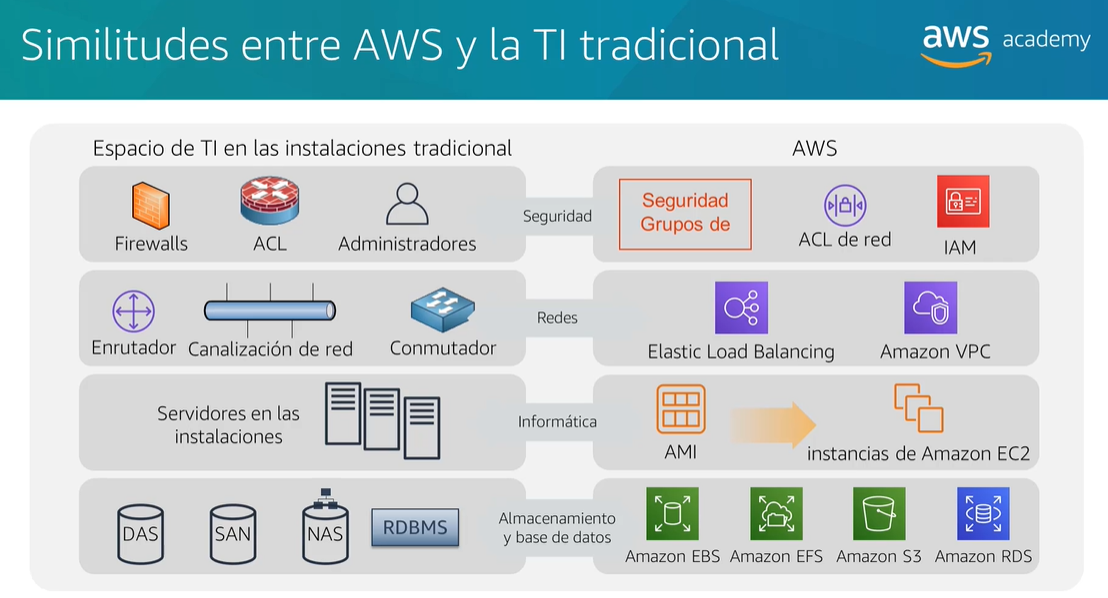 Similitudes entre AWS y la TI tradicional
aws academy
Espacio de TI en las instalaciones tradicional
AWS
Firewalls
ACL
Administradores
Seguridad
Seguridad
Grupos de
ACL de red
IAM
Enrutador
Canalización de red
Conmutador
Redes
Elastic Load Balancing
Amazon VPC
Servidores en las
instalaciones
Informática
AMI
instancias de Amazon EC2
DAS
SAN
NAS
RDBMS
Almacenamiento
y base de datos
Amazon EBS
Amazon EFS
Amazon S3
Amazon RDS